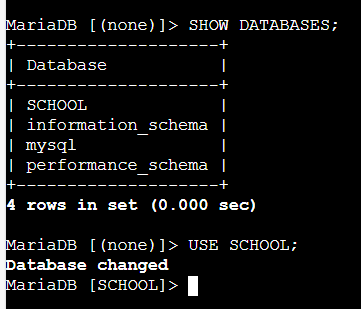 MariaDB [(none)]> SHOW DATABASES;
+--------------------+
| Database           |
+--------------------+
| SCHOOL             |
| information_schema |
| mysql              |
| performance_schema |
+--------------------+
4 rows in set (0.000 sec)

MariaDB [(none)]> USE SCHOOL;
Database changed
MariaDB [SCHOOL]>